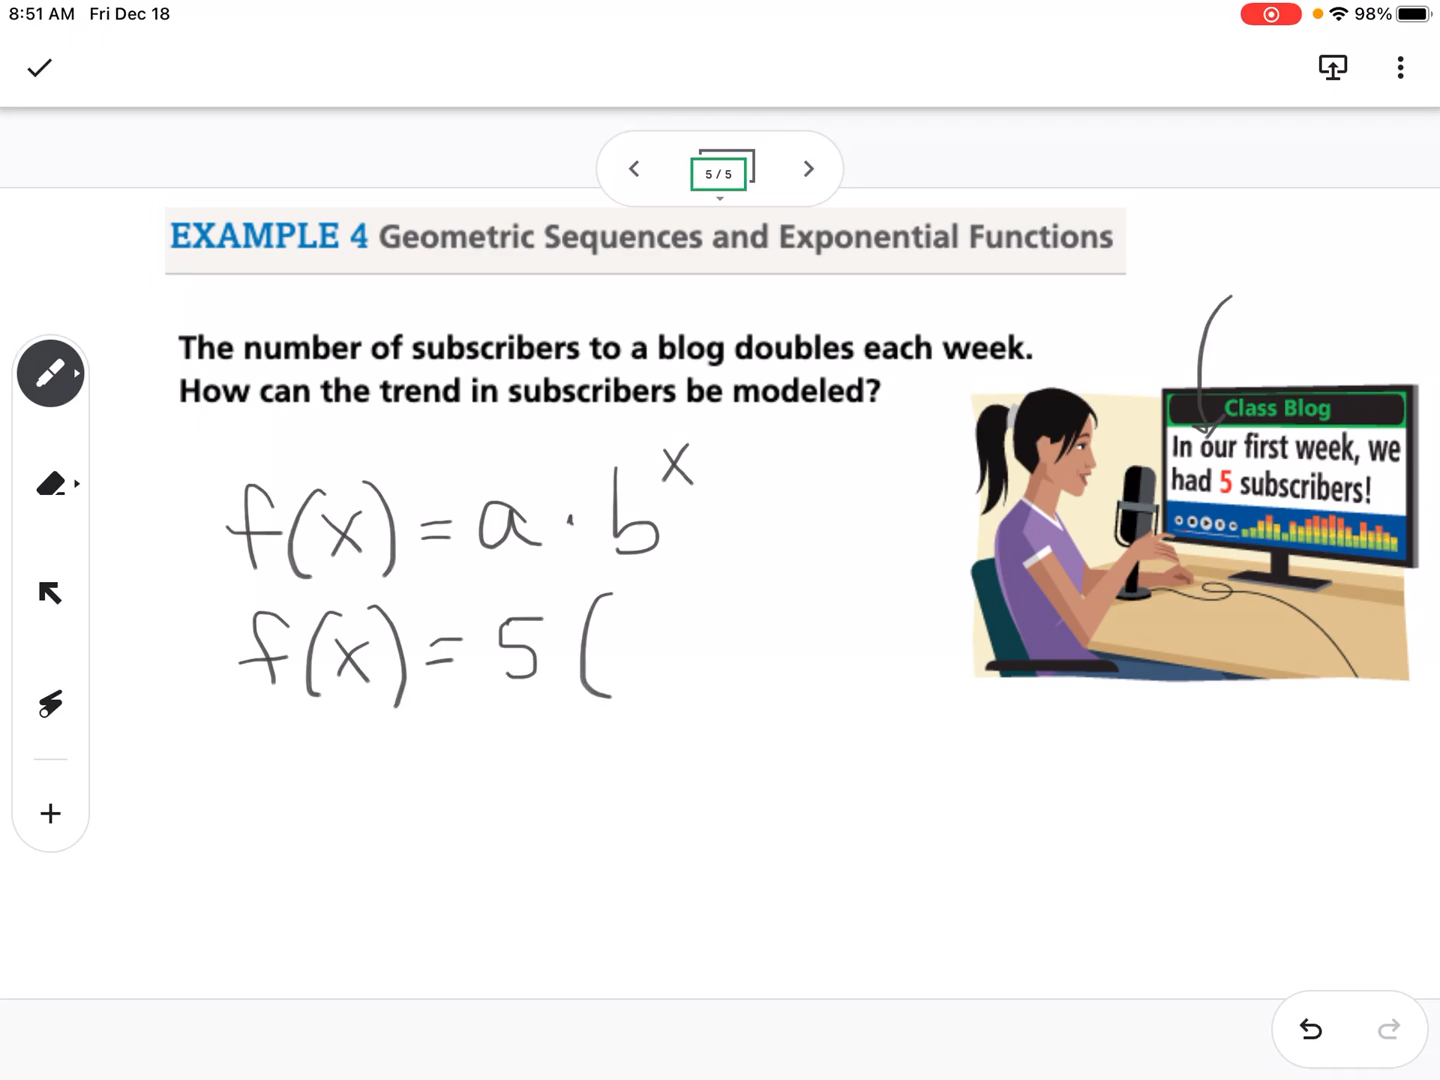 8:51 AM Fri Dec 18
98%
5 / 5
EXAMPLE 4 Geometric Sequences and Exponential Functions
The number of subscribers to a blog doubles each week.
How can the trend in subscribers be modeled?
Class Blog
In our first week, we
had 5 subscribers!
f(x) = a · b^x
f(x) = 5 (